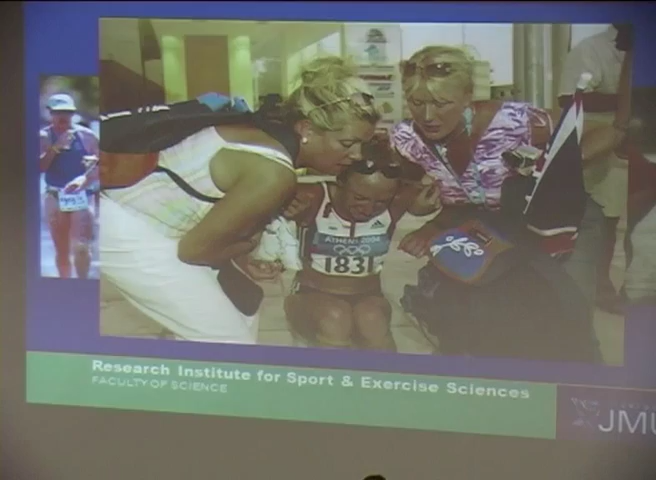 ATHENS 2004
1831
Research Institute for Sport & Exercise Sciences
FACULTY OF SCIENCE
JMU